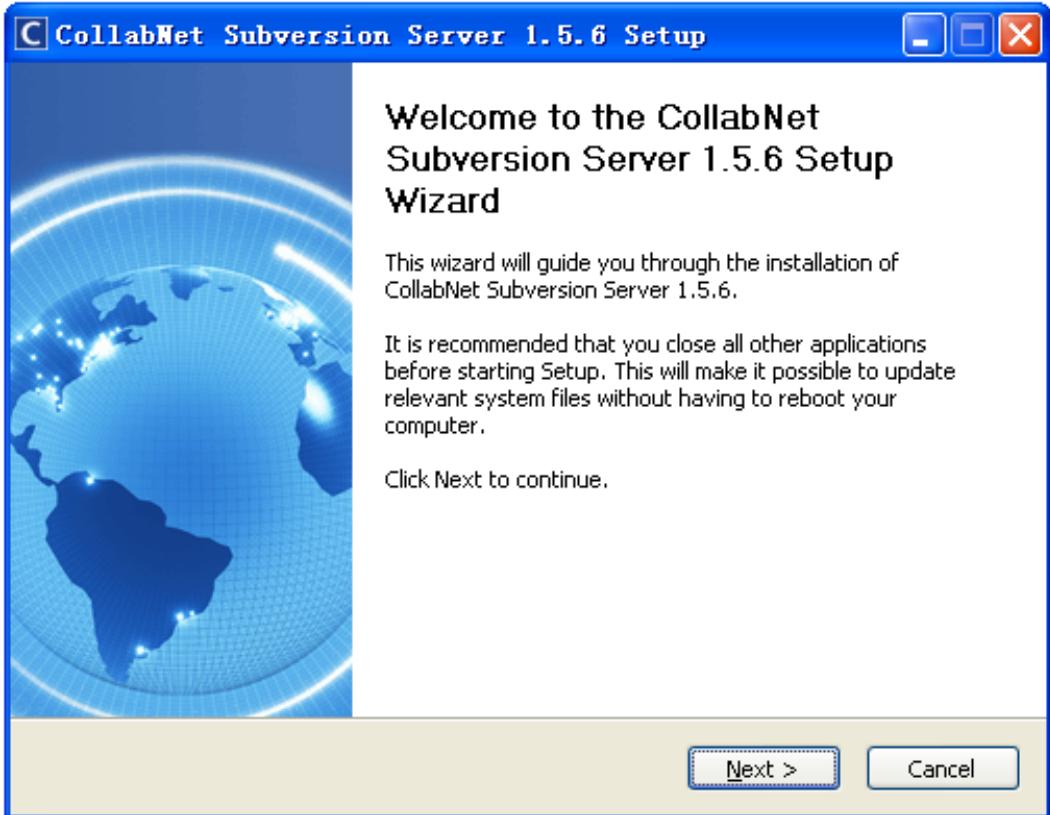 C CollabNet Subversion Server 1.5.6 Setup
Welcome to the CollabNet
Subversion Server 1.5.6 Setup
Wizard
This wizard will guide you through the installation of
CollabNet Subversion Server 1.5.6.
It is recommended that you close all other applications
before starting Setup. This will make it possible to update
relevant system files without having to reboot your
computer.
Click Next to continue.
Next >
Cancel